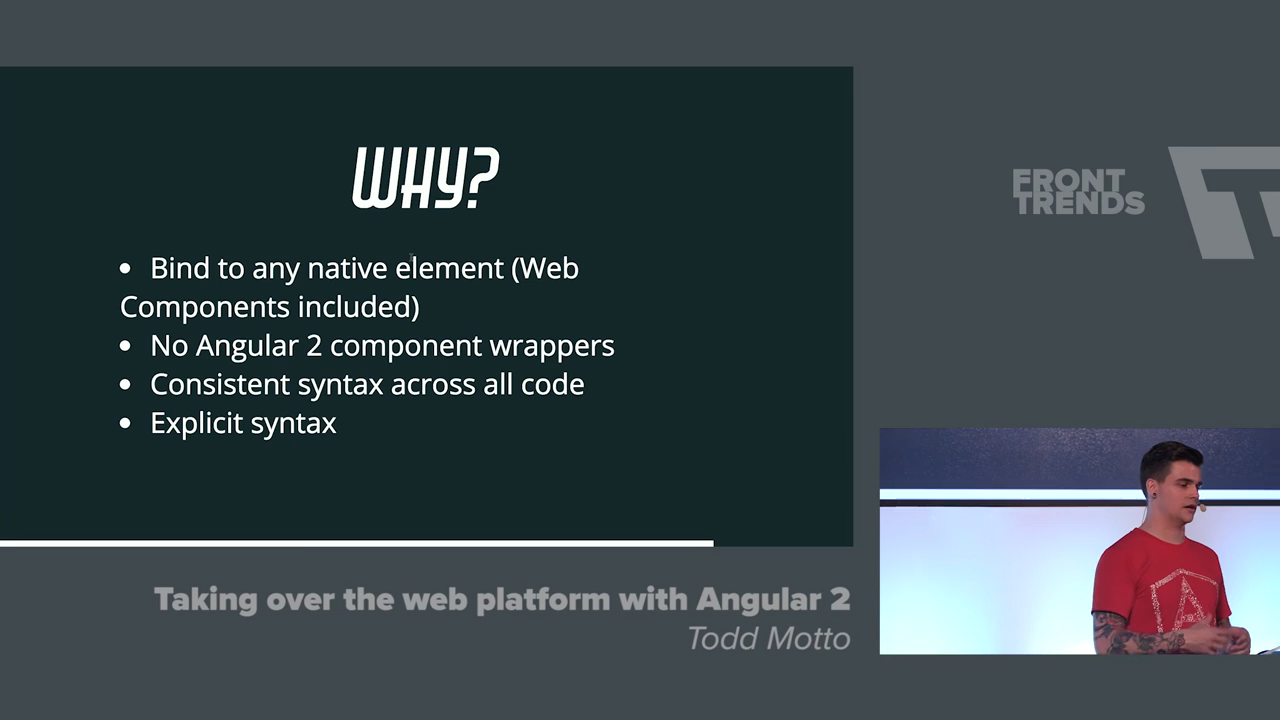 WHY?
• Bind to any native element (Web
Components included)
• No Angular 2 component wrappers
• Consistent syntax across all code
• Explicit syntax
Taking over the web platform with Angular 2
Todd Motto
FRONT
TRENDS